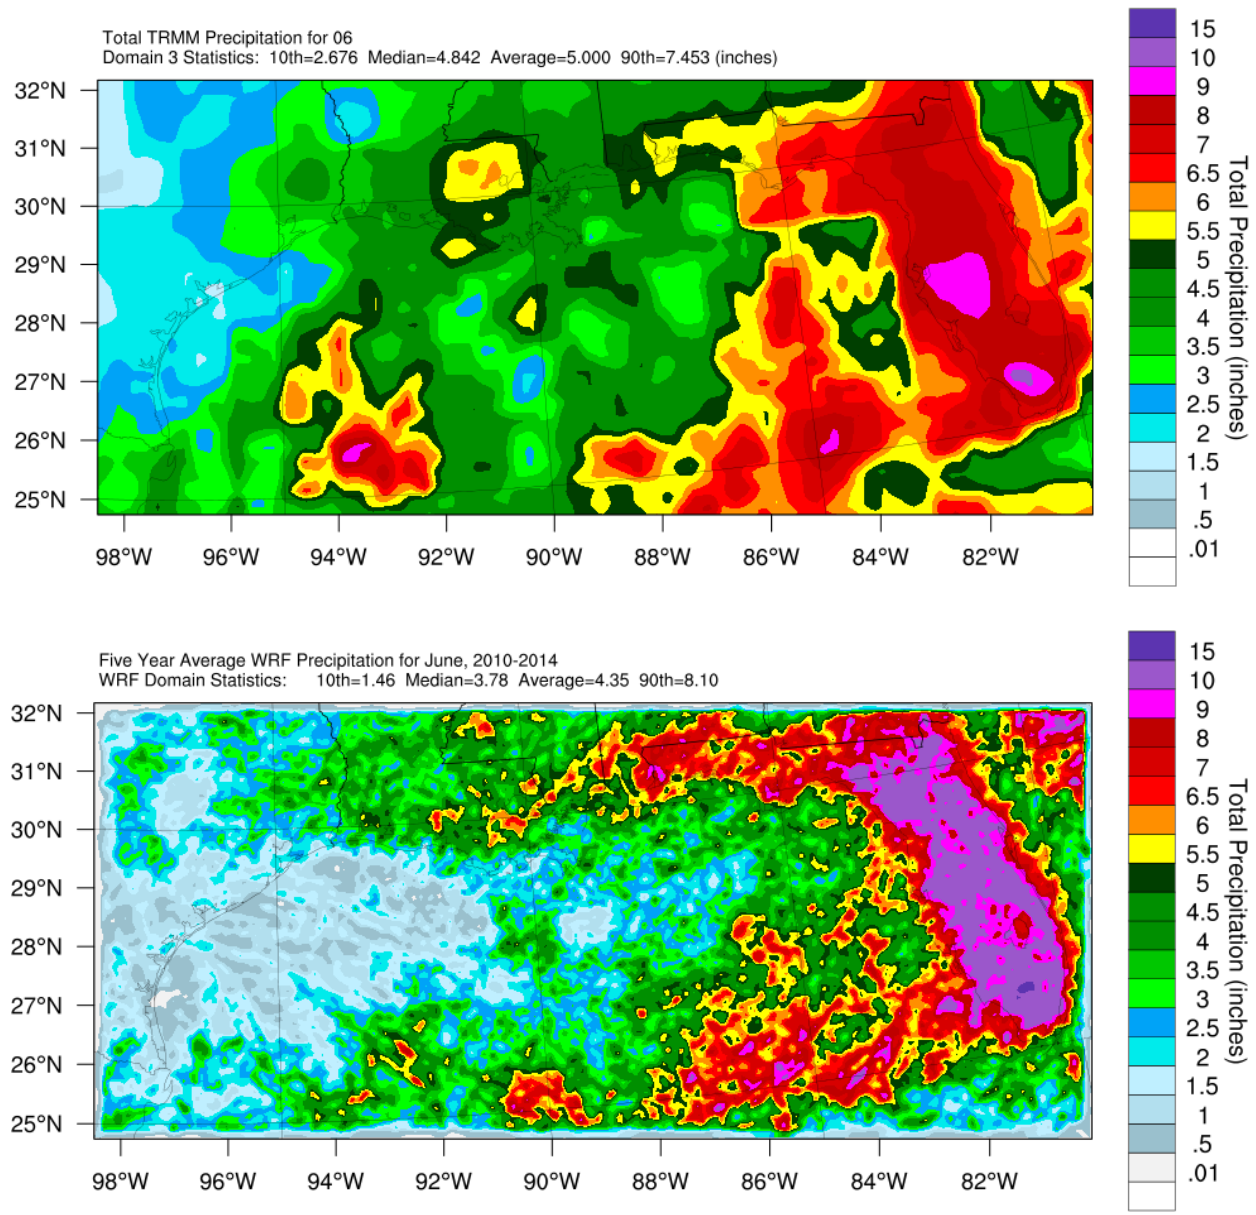 Total TRMM Precipitation for 06
Domain 3 Statistics:  10th=2.676  Median=4.842  Average=5.000  90th=7.453 (inches)
32°N
31°N
30°N
29°N
28°N
27°N
26°N
25°N
98°W 96°W 94°W 92°W 90°W 88°W 86°W 84°W 82°W
15
10
9
8
7
6.5
6
5.5
5
4.5
4
3.5
3
2.5
2
1.5
1
.5
.01
Total Precipitation (inches)
Five Year Average WRF Precipitation for June, 2010-2014
WRF Domain Statistics:      10th=1.46  Median=3.78  Average=4.35  90th=8.10
32°N
31°N
30°N
29°N
28°N
27°N
26°N
25°N
98°W 96°W 94°W 92°W 90°W 88°W 86°W 84°W 82°W
15
10
9
8
7
6.5
6
5.5
5
4.5
4
3.5
3
2.5
2
1.5
1
.5
.01
Total Precipitation (inches)